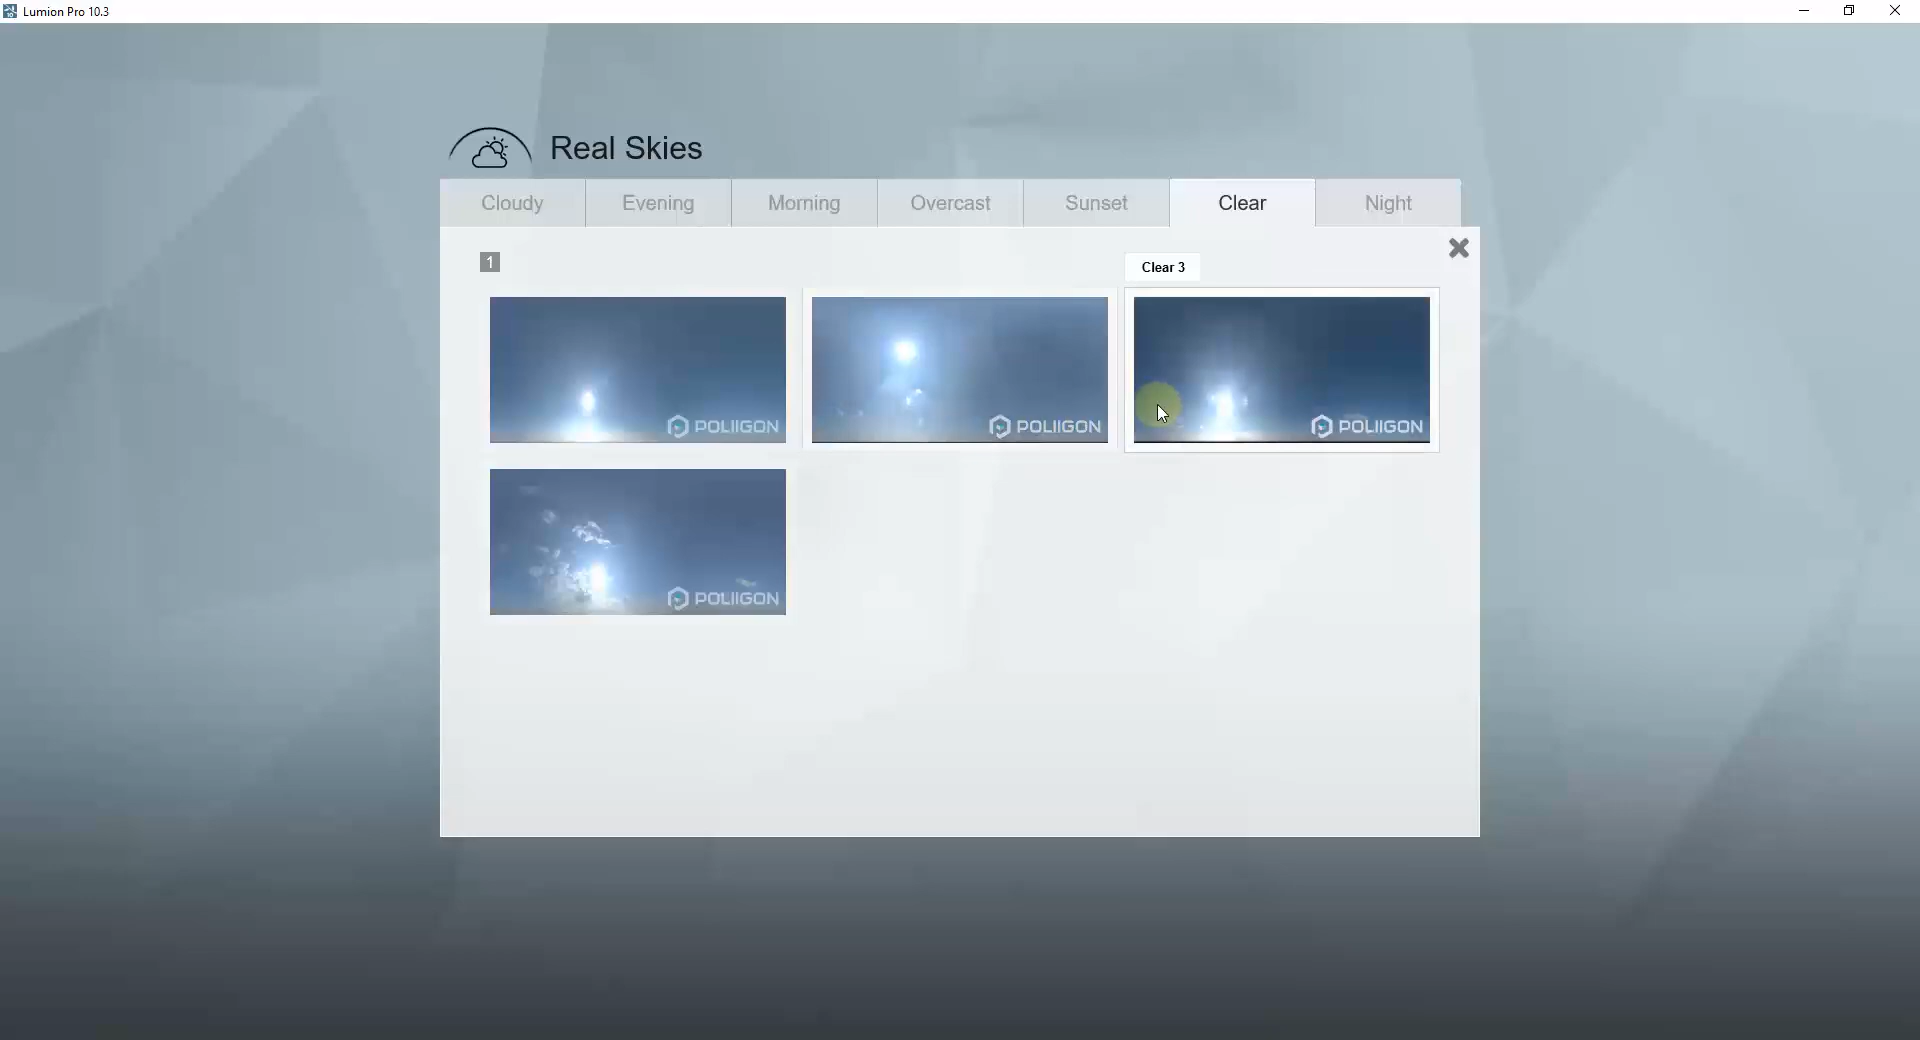 Lumion Pro 10.3
Real Skies
Cloudy Evening Morning Overcast Sunset Clear Night
1
Clear 3
POLIIGON POLIIGON POLIIGON
POLIIGON